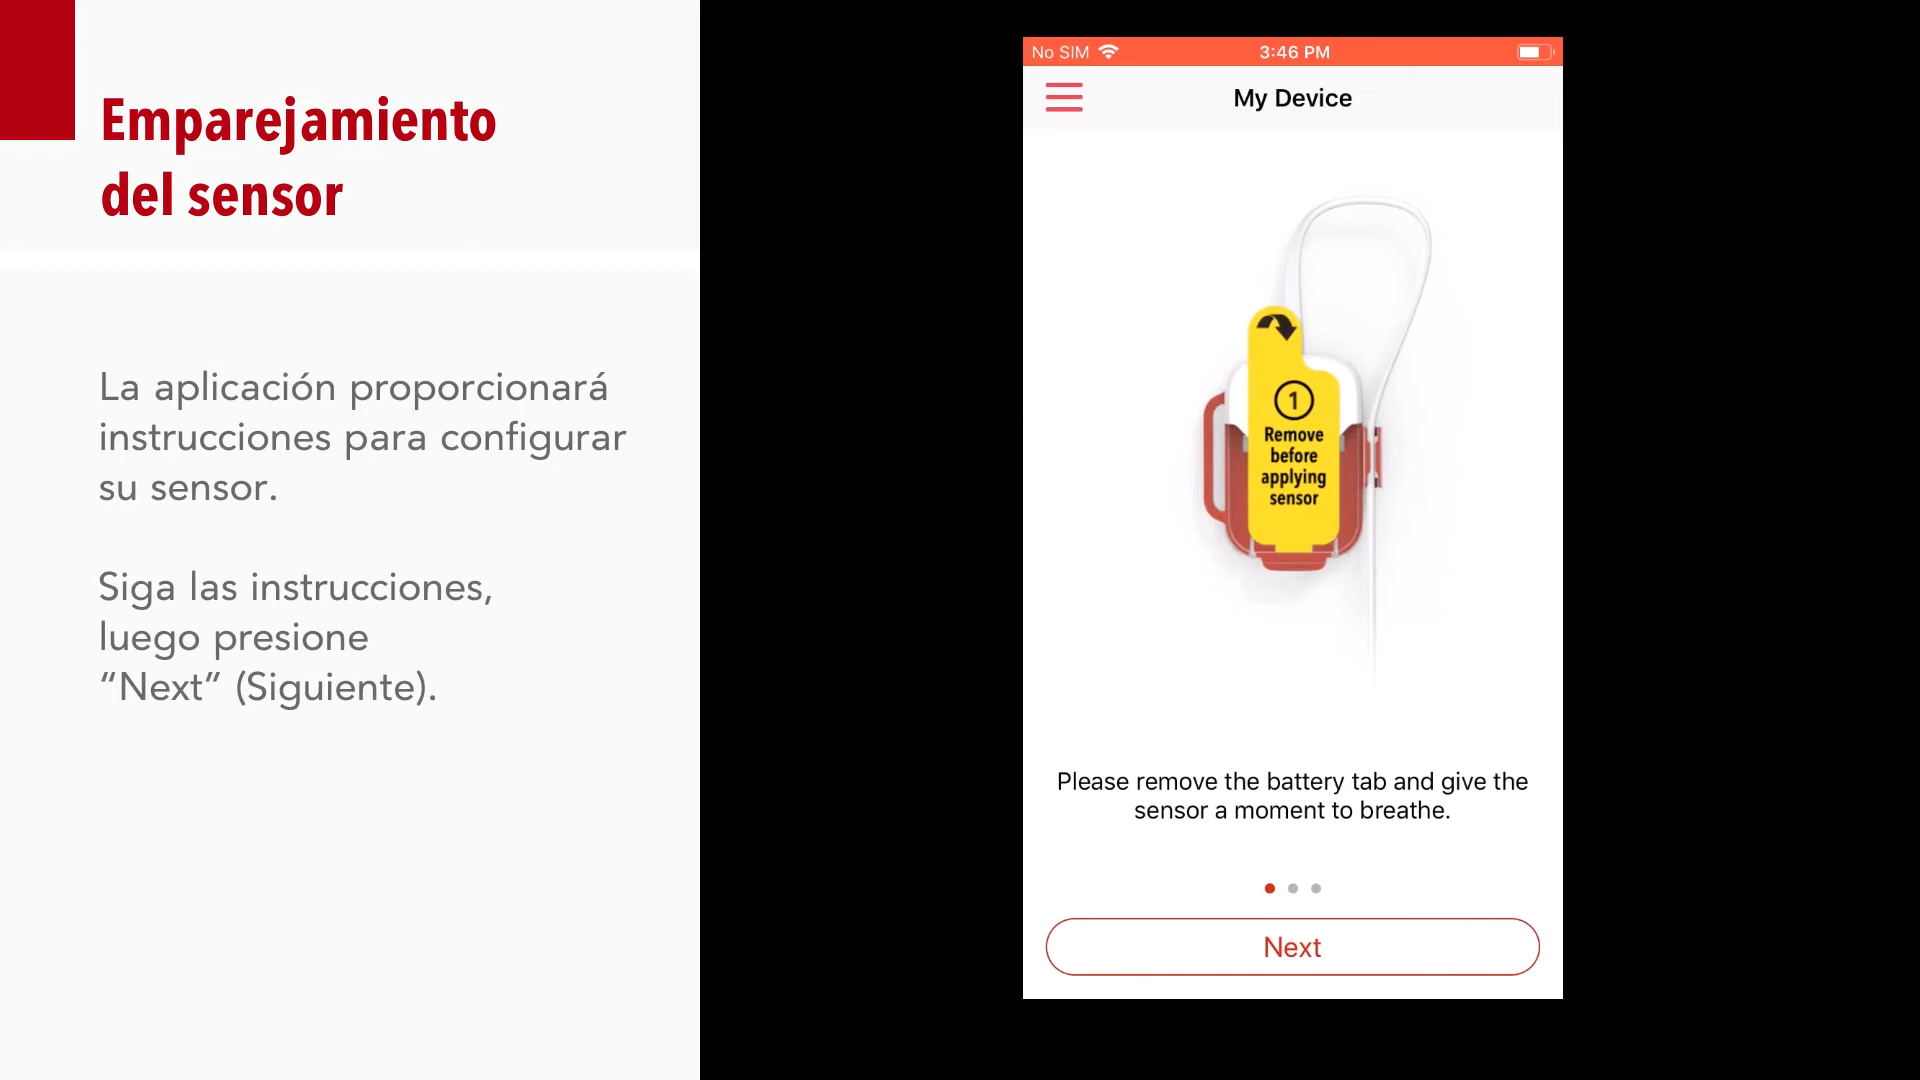 Emparejamiento
del sensor
La aplicación proporcionará
instrucciones para configurar
su sensor.
Siga las instrucciones,
luego presione
“Next” (Siguiente).
No SIM 3:46 PM
My Device
1
Remove
before
applying
sensor
Please remove the battery tab and give the
sensor a moment to breathe.
Next